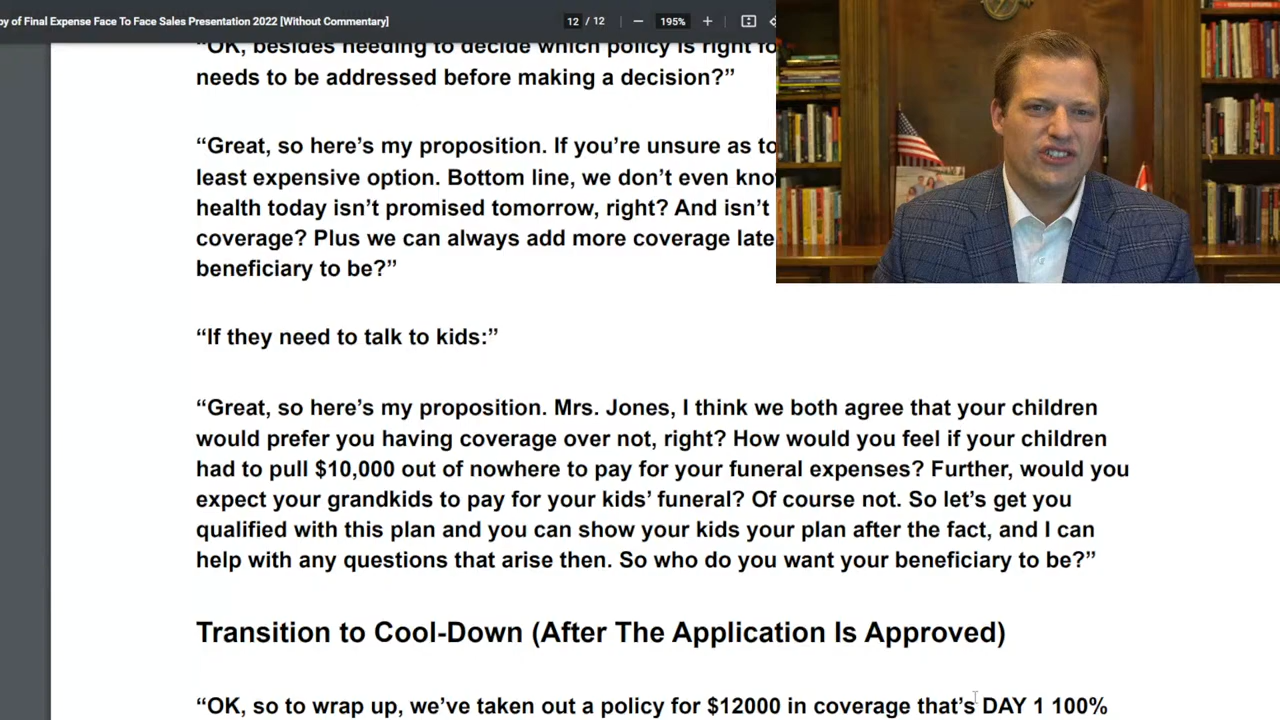 py of Final Expense Face To Face Sales Presentation 2022 [Without Commentary]
12 / 12
195%
“OK, besides needing to decide which policy is right fo
needs to be addressed before making a decision?”
“Great, so here’s my proposition. If you’re unsure as to
least expensive option. Bottom line, we don’t even kno
health today isn’t promised tomorrow, right? And isn’t
coverage? Plus we can always add more coverage late
beneficiary to be?”
“If they need to talk to kids:”
“Great, so here’s my proposition. Mrs. Jones, I think we both agree that your children
would prefer you having coverage over not, right? How would you feel if your children
had to pull $10,000 out of nowhere to pay for your funeral expenses? Further, would you
expect your grandkids to pay for your kids’ funeral? Of course not. So let’s get you
qualified with this plan and you can show your kids your plan after the fact, and I can
help with any questions that arise then. So who do you want your beneficiary to be?”
Transition to Cool-Down (After The Application Is Approved)
“OK, so to wrap up, we’ve taken out a policy for $12000 in coverage that’s DAY 1 100%